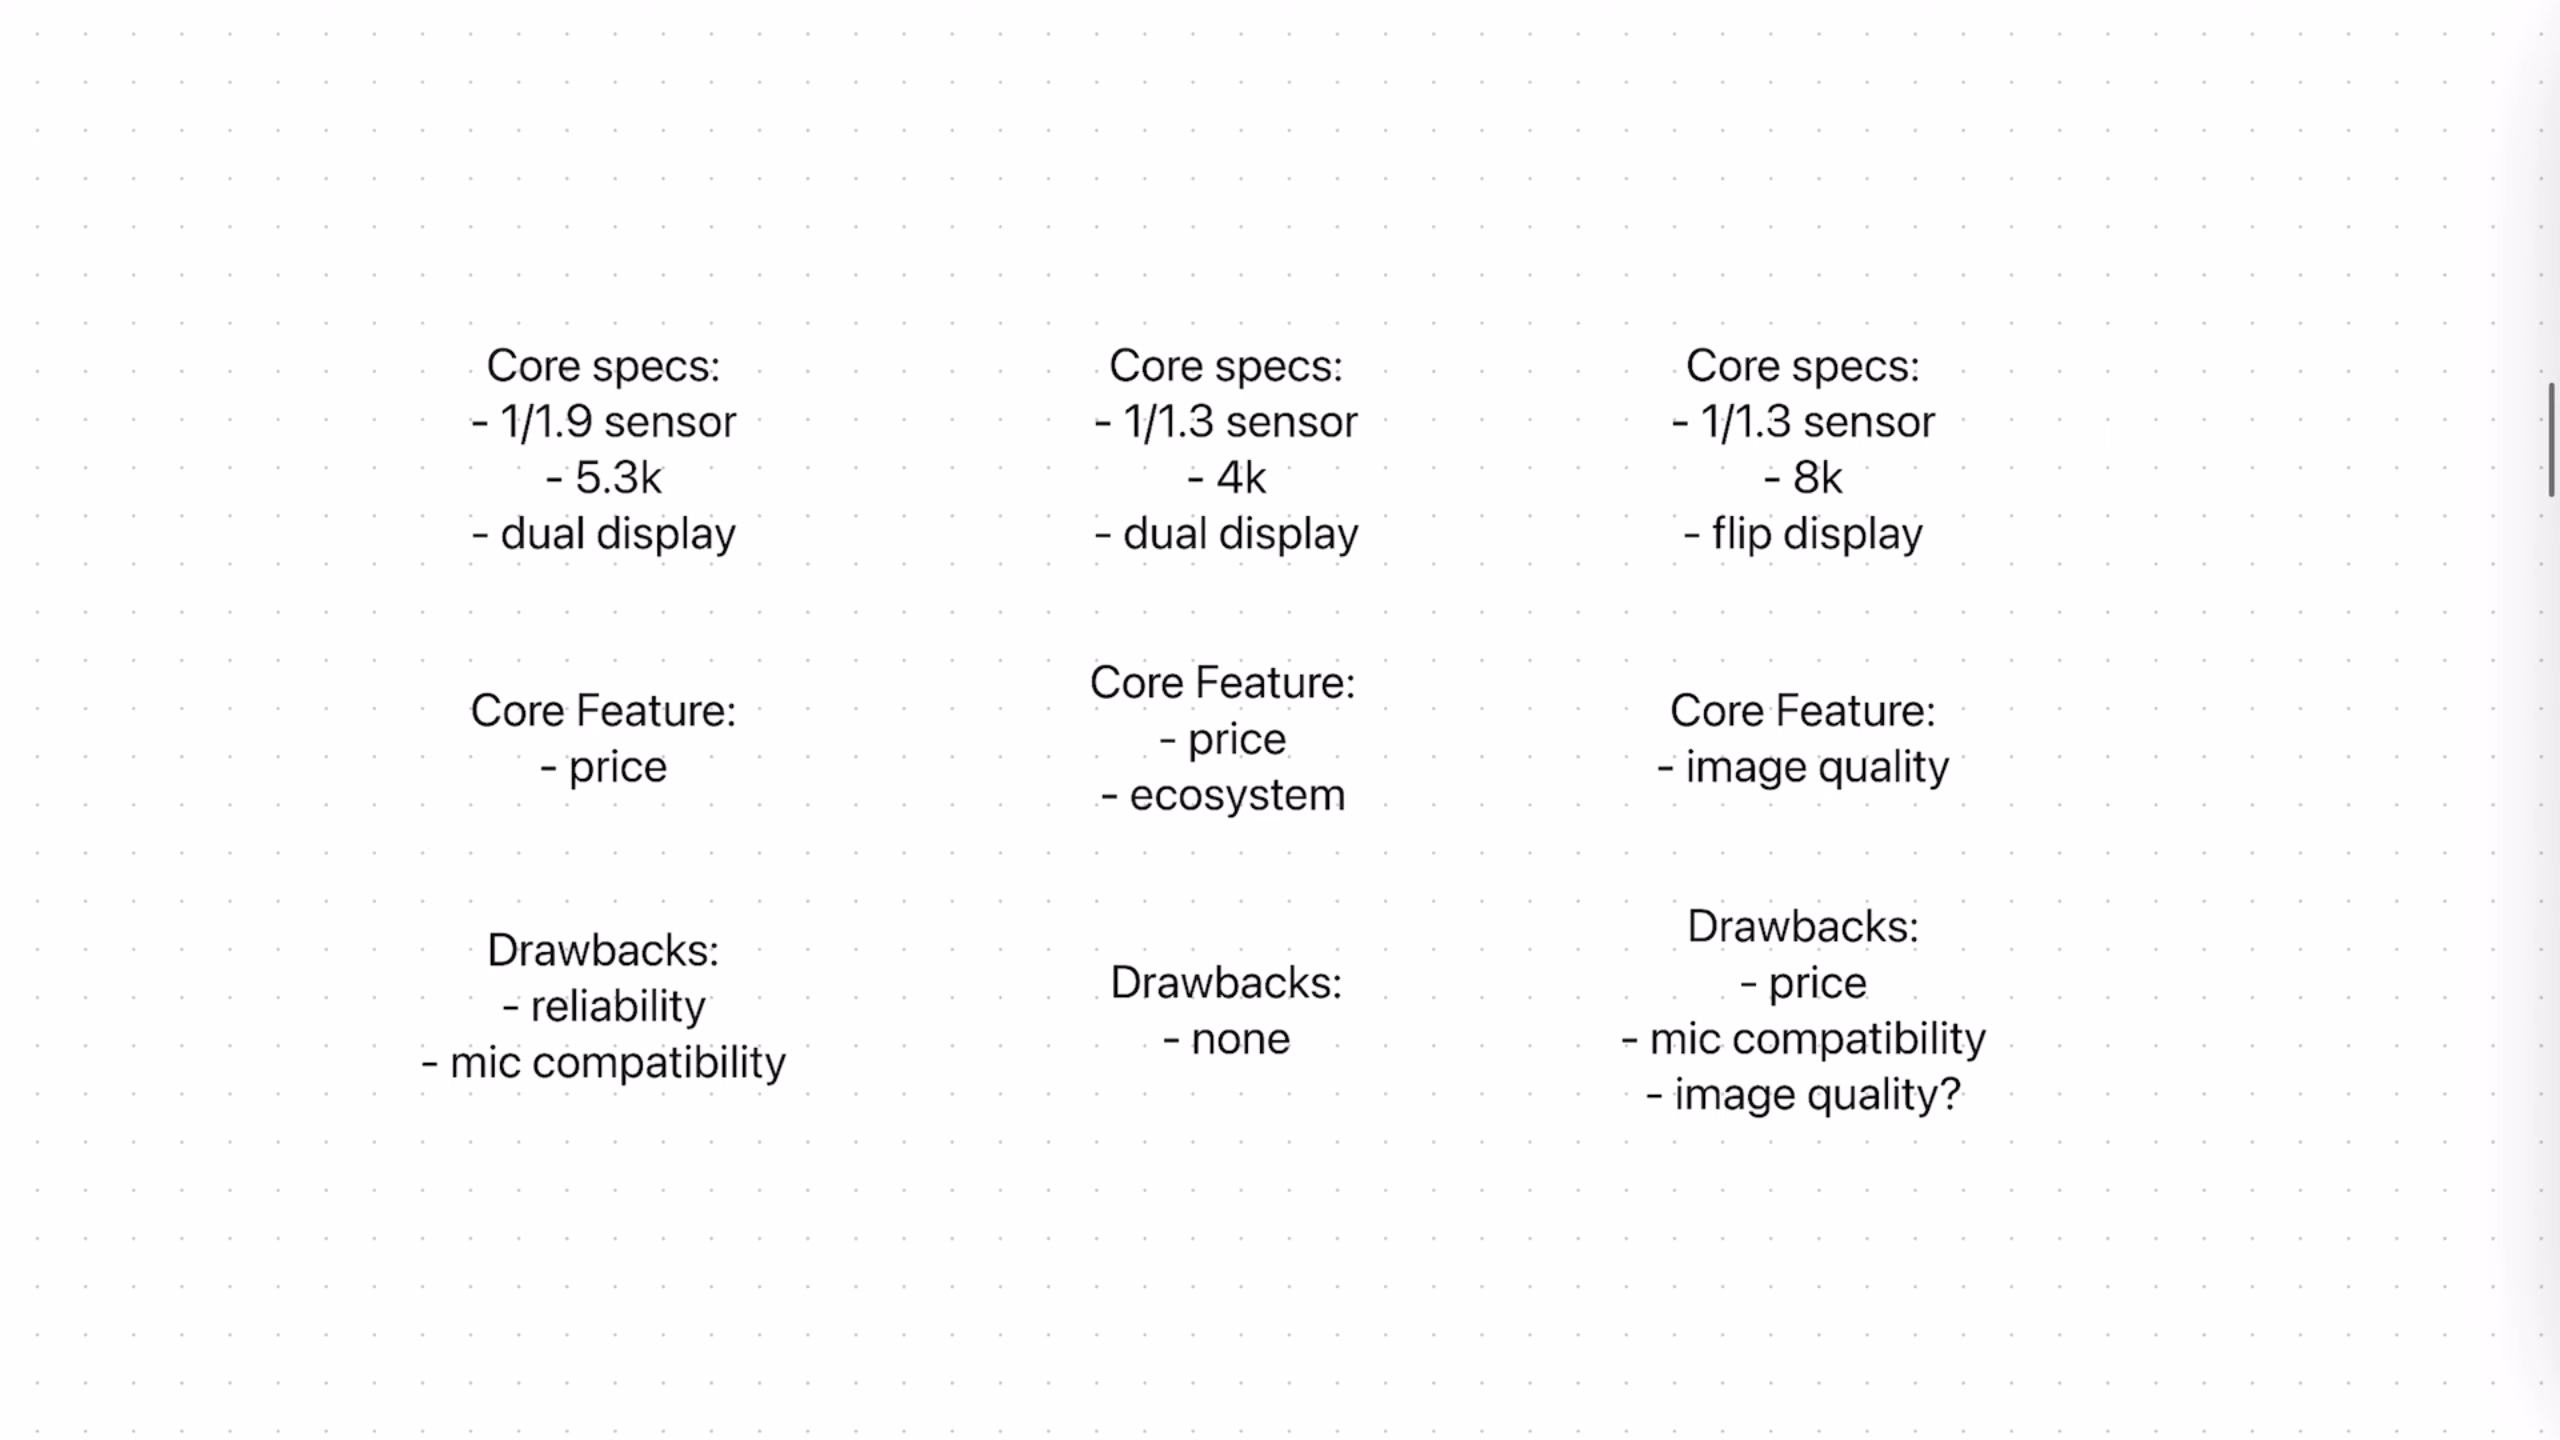 Core specs:
- 1/1.9 sensor
- 5.3k
- dual display
Core Feature:
- price
Drawbacks:
- reliability
- mic compatibility
Core specs:
- 1/1.3 sensor
- 4k
- dual display
Core Feature:
- price
- ecosystem
Drawbacks:
- none
Core specs:
- 1/1.3 sensor
- 8k
- flip display
Core Feature:
- image quality
Drawbacks:
- price
- mic compatibility
- image quality?